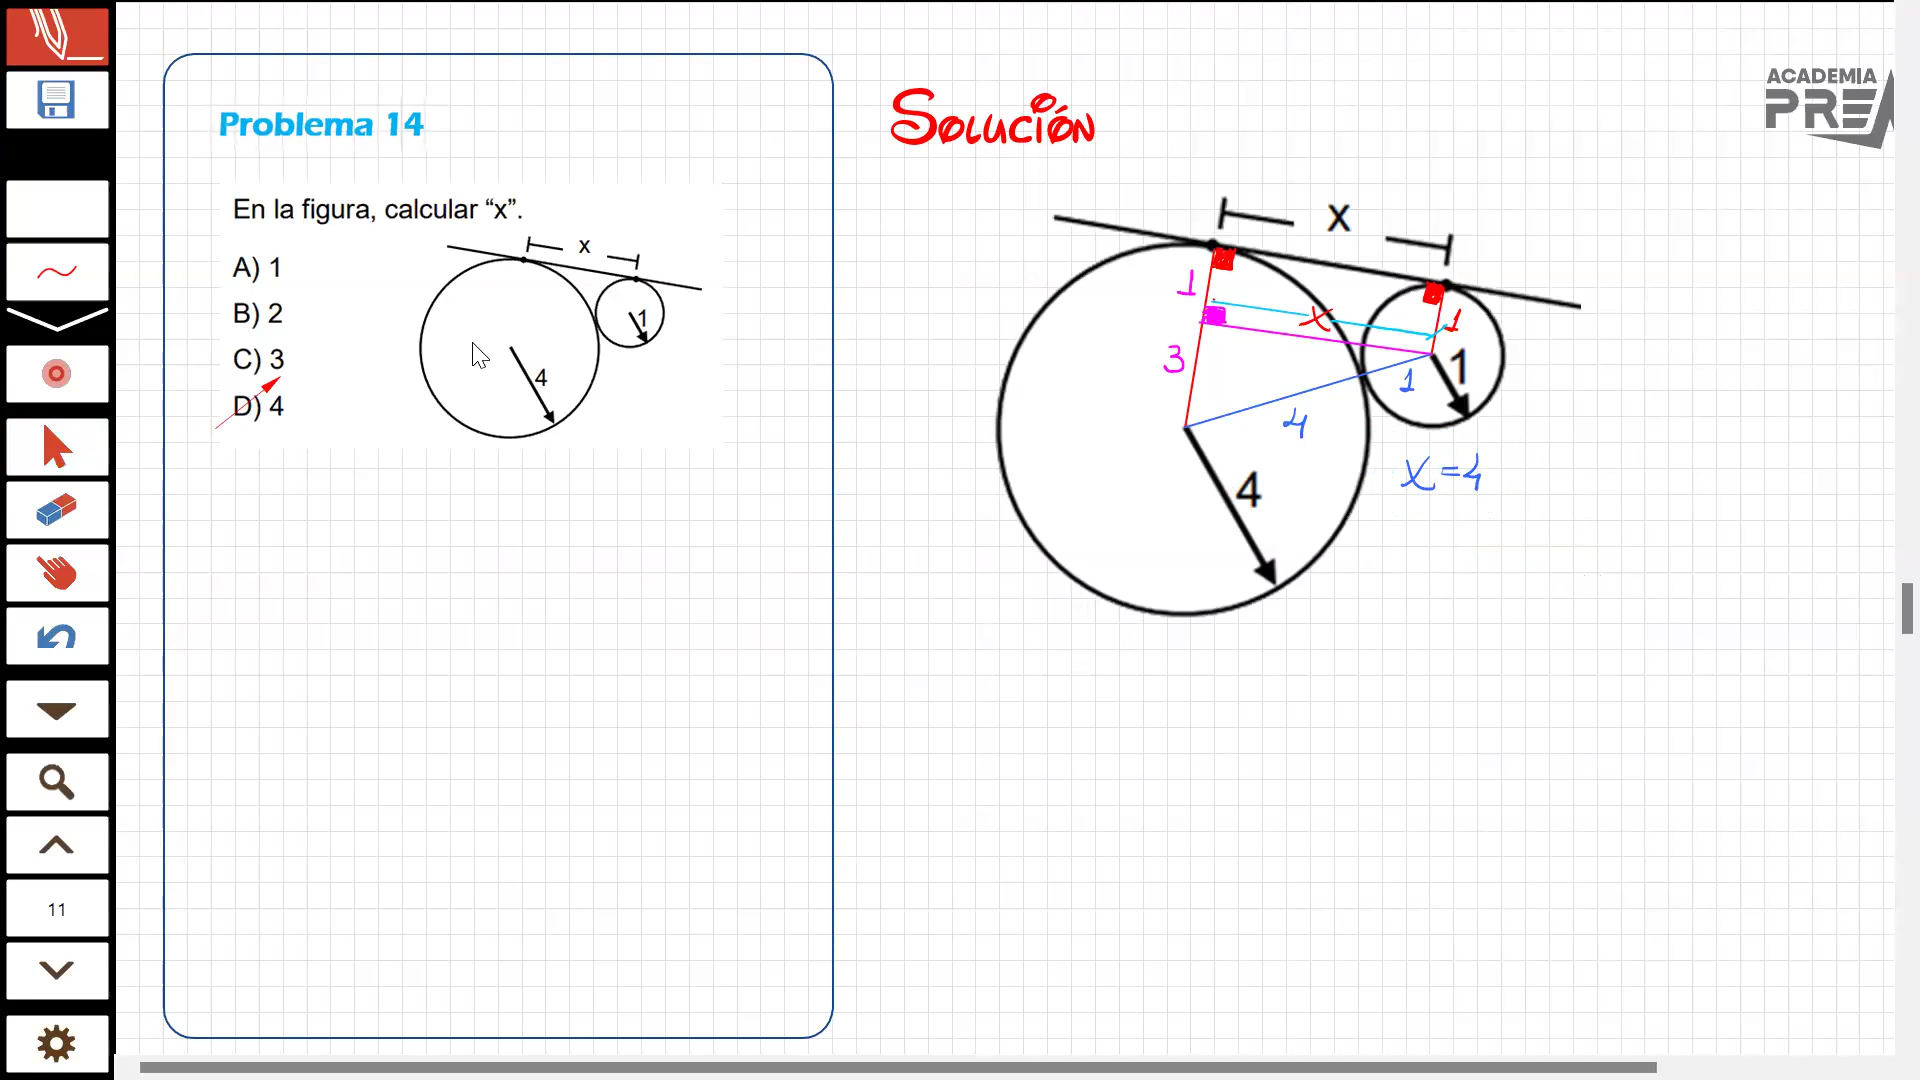 Problema 14
En la figura, calcular “x”.
A) 1
B) 2
C) 3
D) 4
x
1
4
Solución
ACADEMIA
PRE
x
1
x
1
3
1
1
4
4
x = 4
11